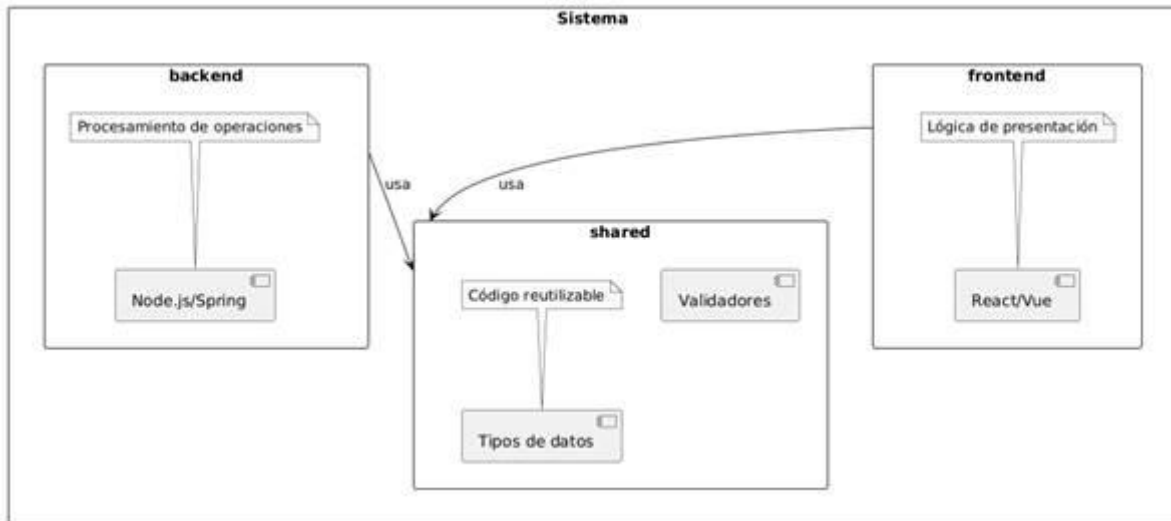 Sistema
backend
Procesamiento de operaciones
Node.js/Spring
usa
usa
frontend
Lógica de presentación
React/Vue
shared
Código reutilizable
Validadores
Tipos de datos